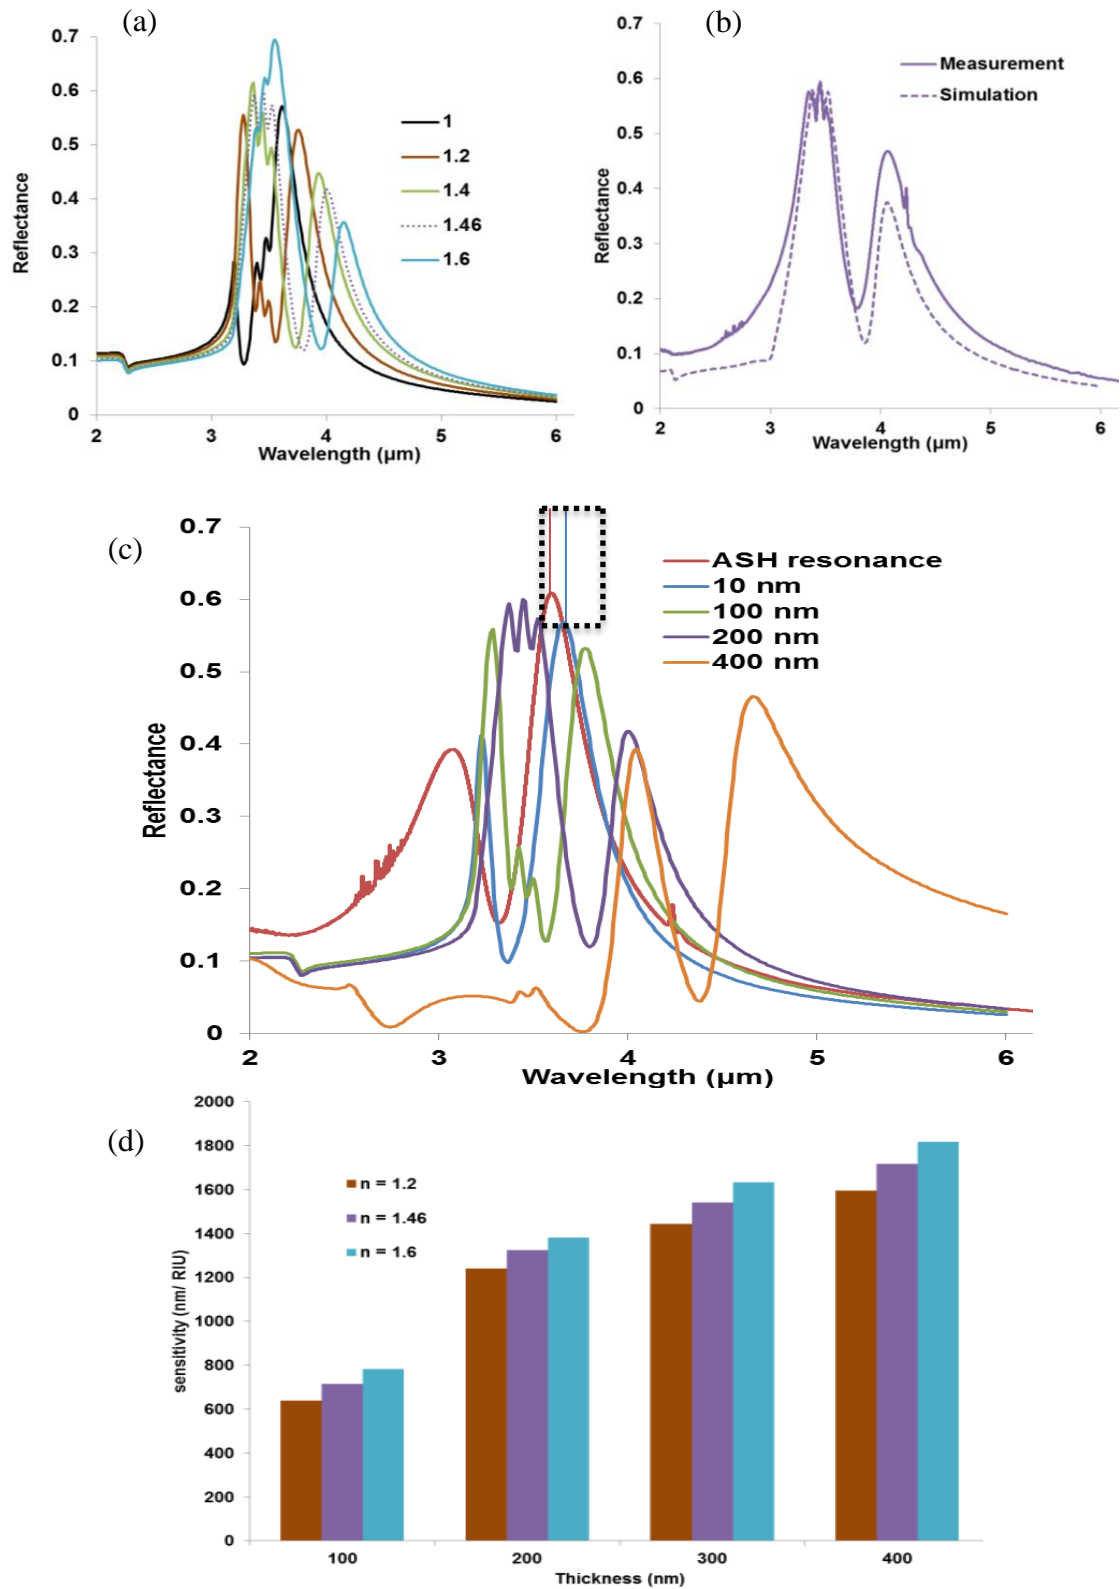 (a)
0.7
0.6
0.5
0.4
0.3
0.2
0.1
0
Reflectance
1
1.2
1.4
1.46
1.6
2 3 4 5 6
Wavelength (µm)
(b)
0.7
0.6
0.5
0.4
0.3
0.2
0.1
0
Reflectance
Measurement
Simulation
2 3 4 5 6
Wavelength (µm)
(c)
0.7
0.6
0.5
0.4
0.3
0.2
0.1
0
Reflectance
ASH resonance
10 nm
100 nm
200 nm
400 nm
2 3 4 5 6
Wavelength (µm)
(d)
2000
1800
1600
1400
1200
1000
800
600
400
200
0
sensitivity (nm/ RIU)
n = 1.2
n = 1.46
n = 1.6
100 200 300 400
Thickness (nm)